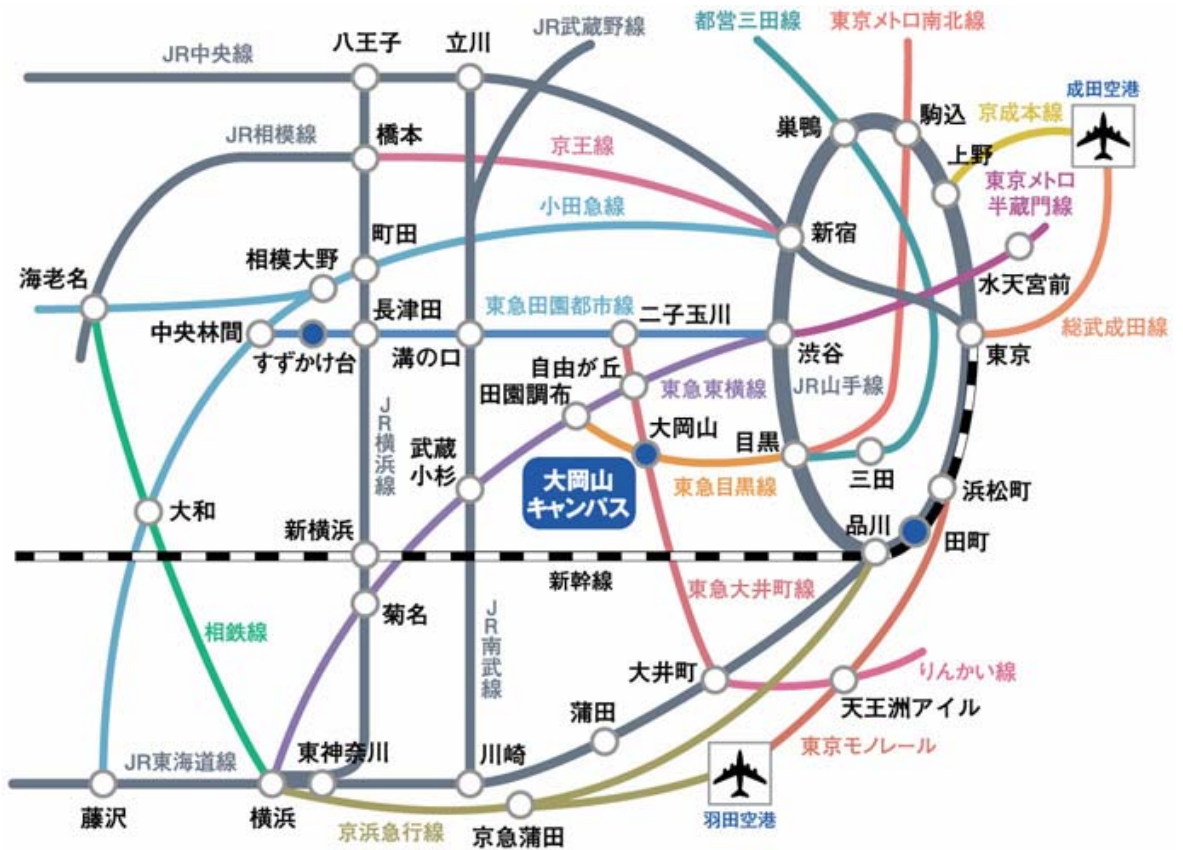 都営三田線
東京メトロ南北線
JR武蔵野線
八王子
立川
JR中央線
成田空港
京成本線
駒込
巣鴨
JR相模線
橋本
京王線
上野
東京メトロ
半蔵門線
小田急線
町田
新宿
相模大野
海老名
水天宮前
長津田
東急田園都市線
二子玉川
中央林間
すずかけ台
溝の口
渋谷
東京
総武成田線
自由が丘
田園調布
東急東横線
JR山手線
JR横浜線
大岡山
目黒
武蔵
小杉
三田
大岡山
キャンパス
東急目黒線
浜松町
大和
新横浜
品川
田町
新幹線
東急大井町線
菊名
相鉄線
JR南武線
大井町
りんかい線
天王洲アイル
蒲田
東京モノレール
JR東海道線
東神奈川
川崎
藤沢
横浜
京浜急行線
京急蒲田
羽田空港